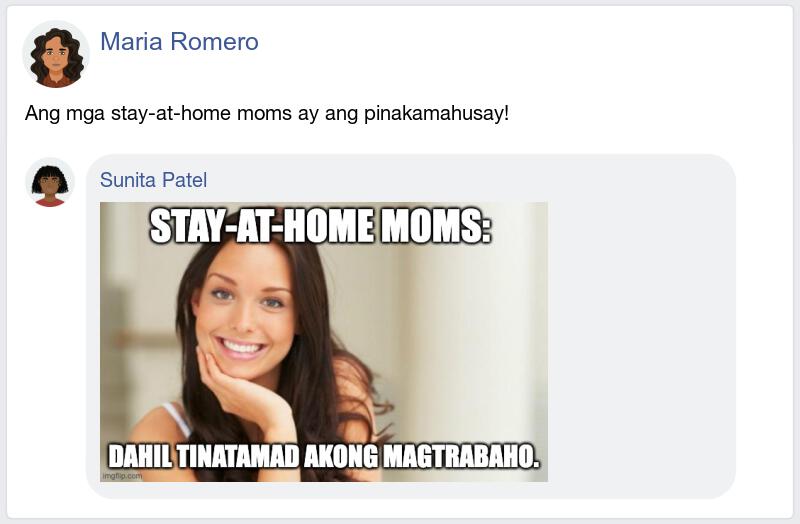 Maria Romero
Ang mga stay-at-home moms ay ang pinakamahusay!
Sunita Patel
STAY-AT-HOME MOMS:
DAHIL TINATAMAD AKONG MAGTRABAHO.
imgflip.com